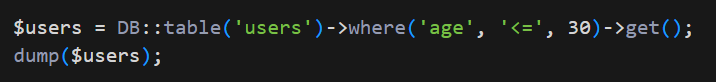 $users = DB::table('users')->where('age', '<=', 30)->get();
dump($users);